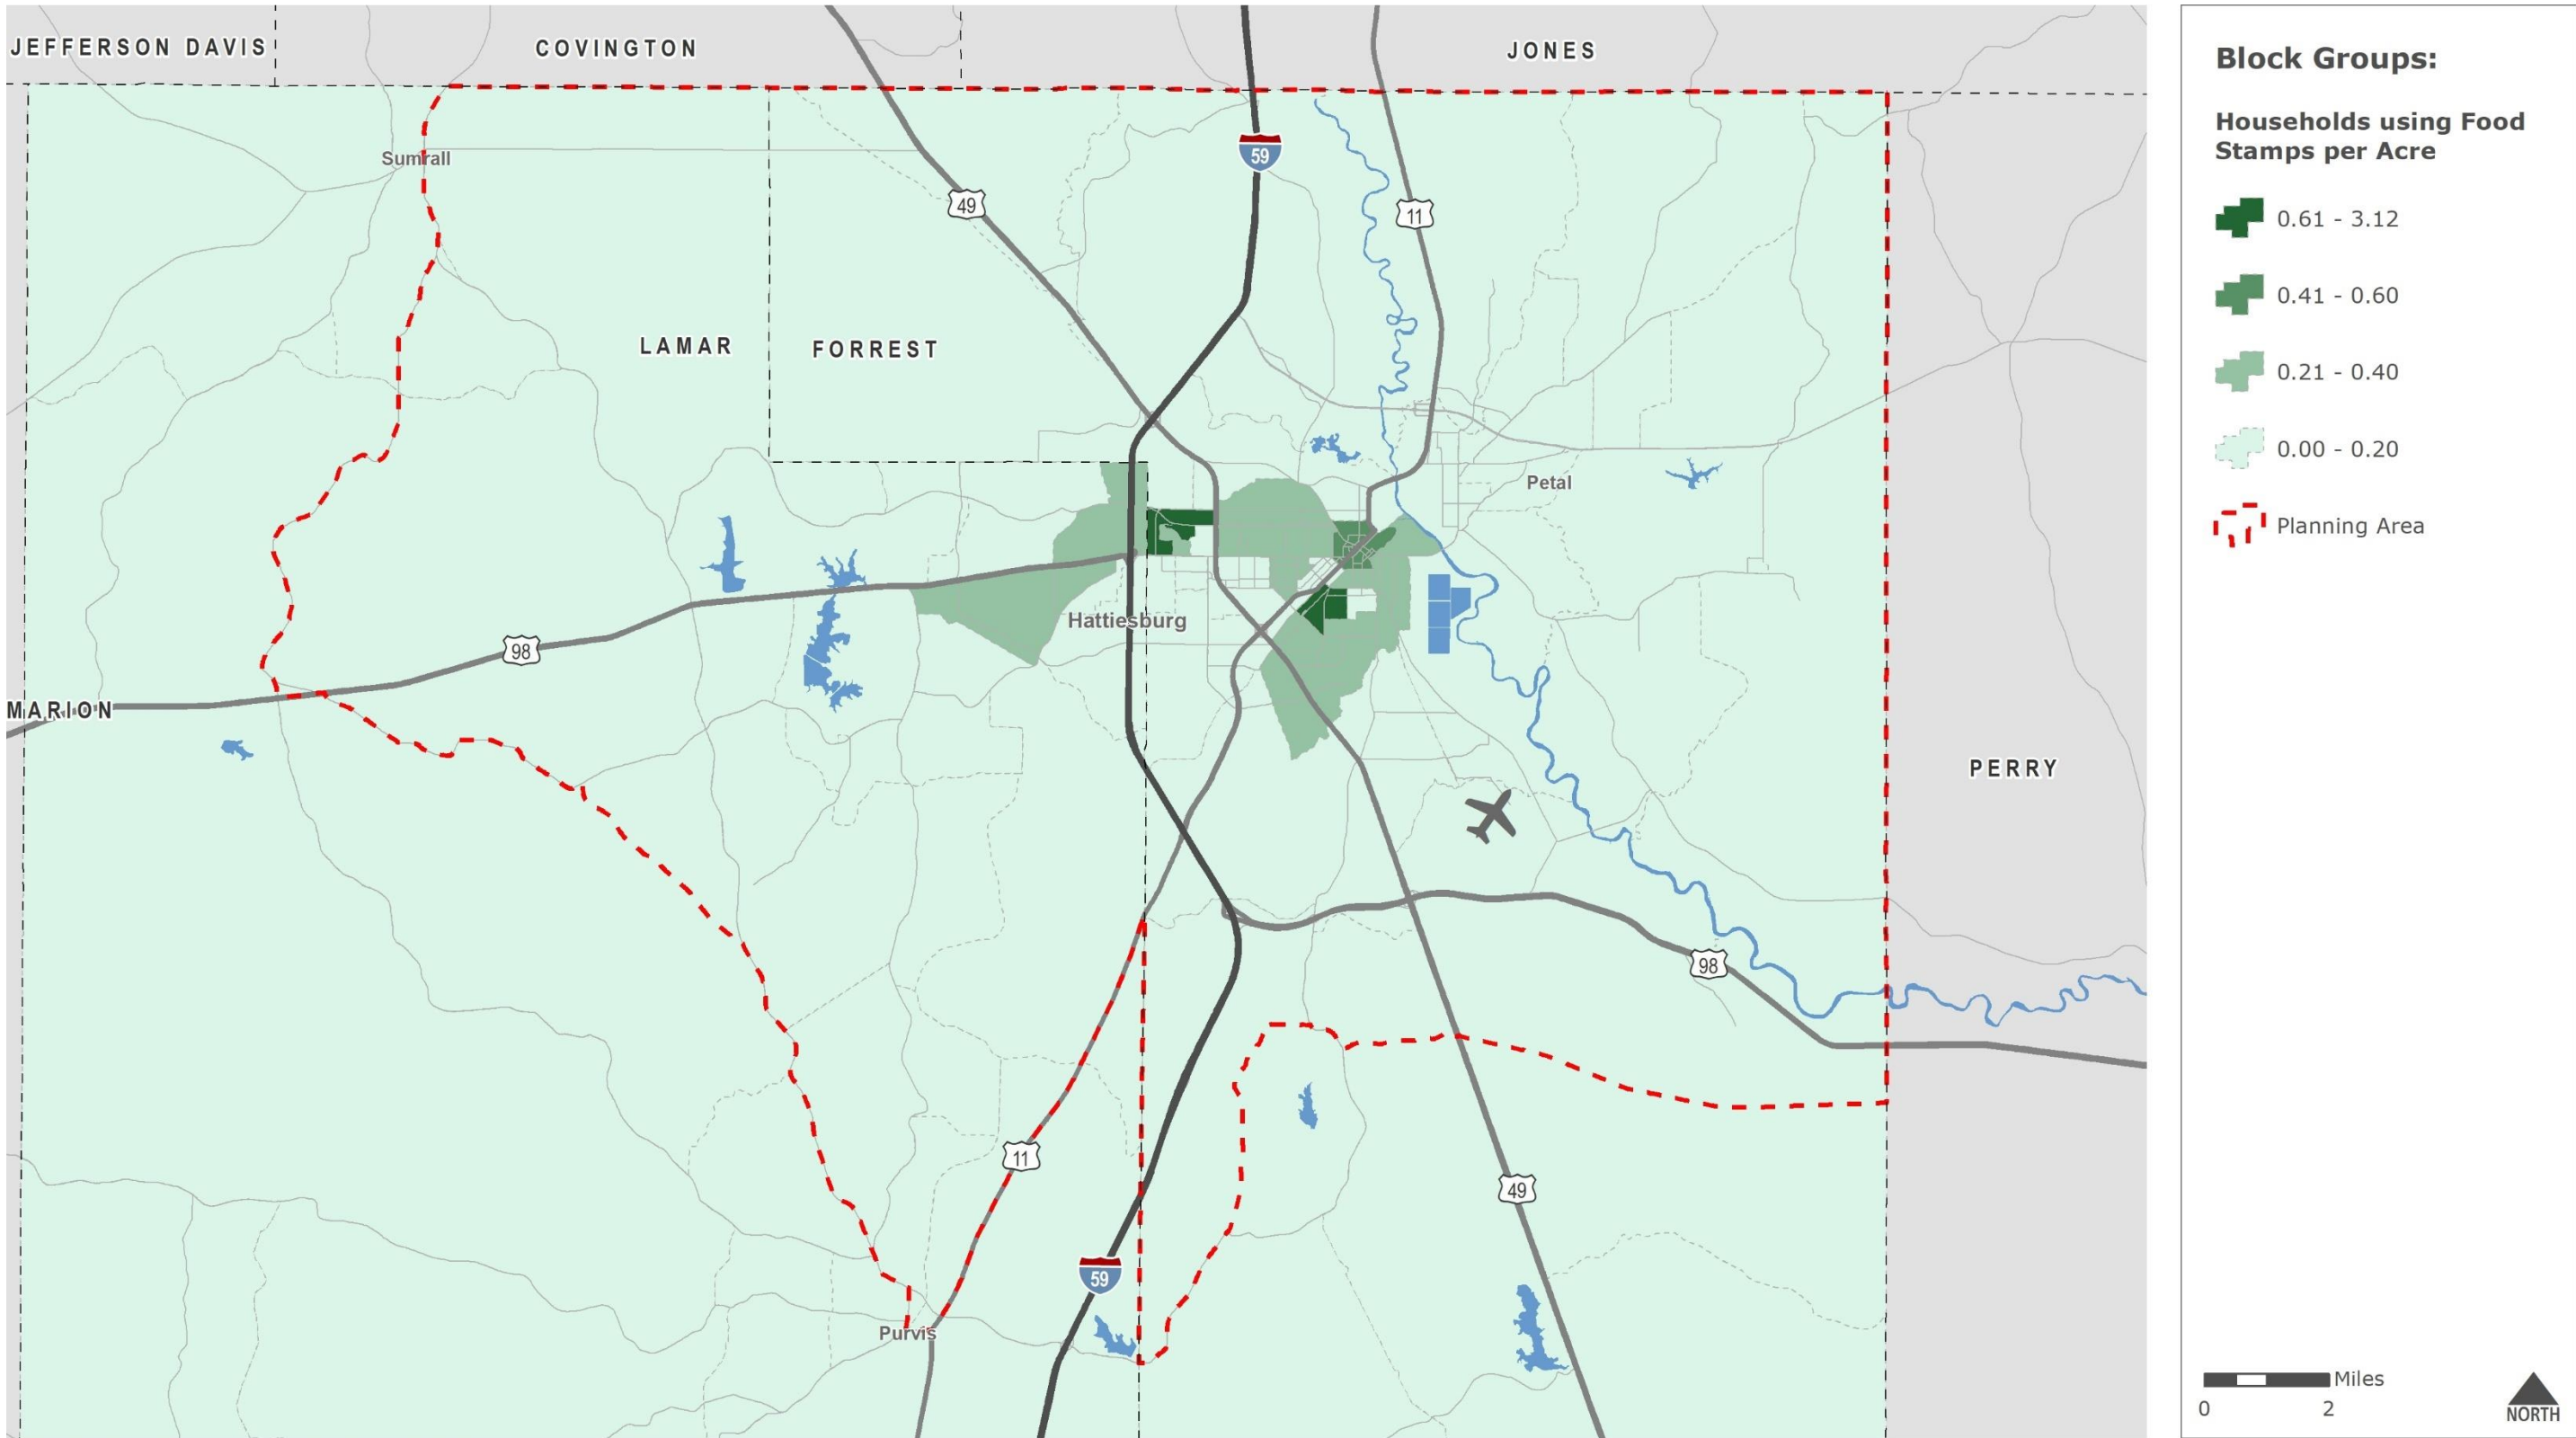 JEFFERSON DAVIS
COVINGTON
JONES
Sumrall
59
49
11
LAMAR
FORREST
Petal
Hattiesburg
98
MARION
PERRY
98
11
49
59
Purvis
Block Groups:
Households using Food
Stamps per Acre
0.61 - 3.12
0.41 - 0.60
0.21 - 0.40
0.00 - 0.20
Planning Area
Miles
0 2
NORTH